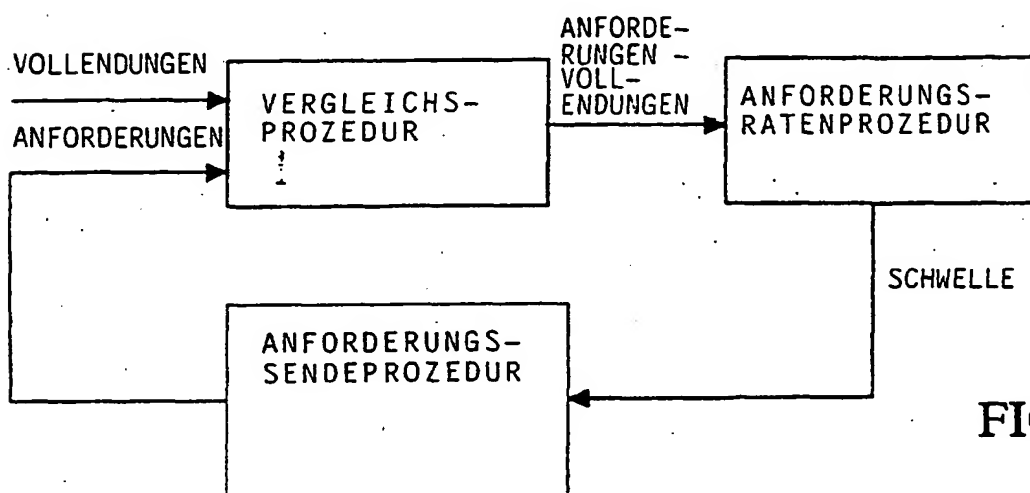 VOLLENDUNGEN
ANFORDERUNGEN
VERGLEICHS-
PROZEDUR
ANFORDE-
RUNGEN -
VOLL-
ENDUNGEN
ANFORDERUNGS-
RATENPROZEDUR
SCHWELLE
ANFORDERUNGS-
SENDEPROZEDUR